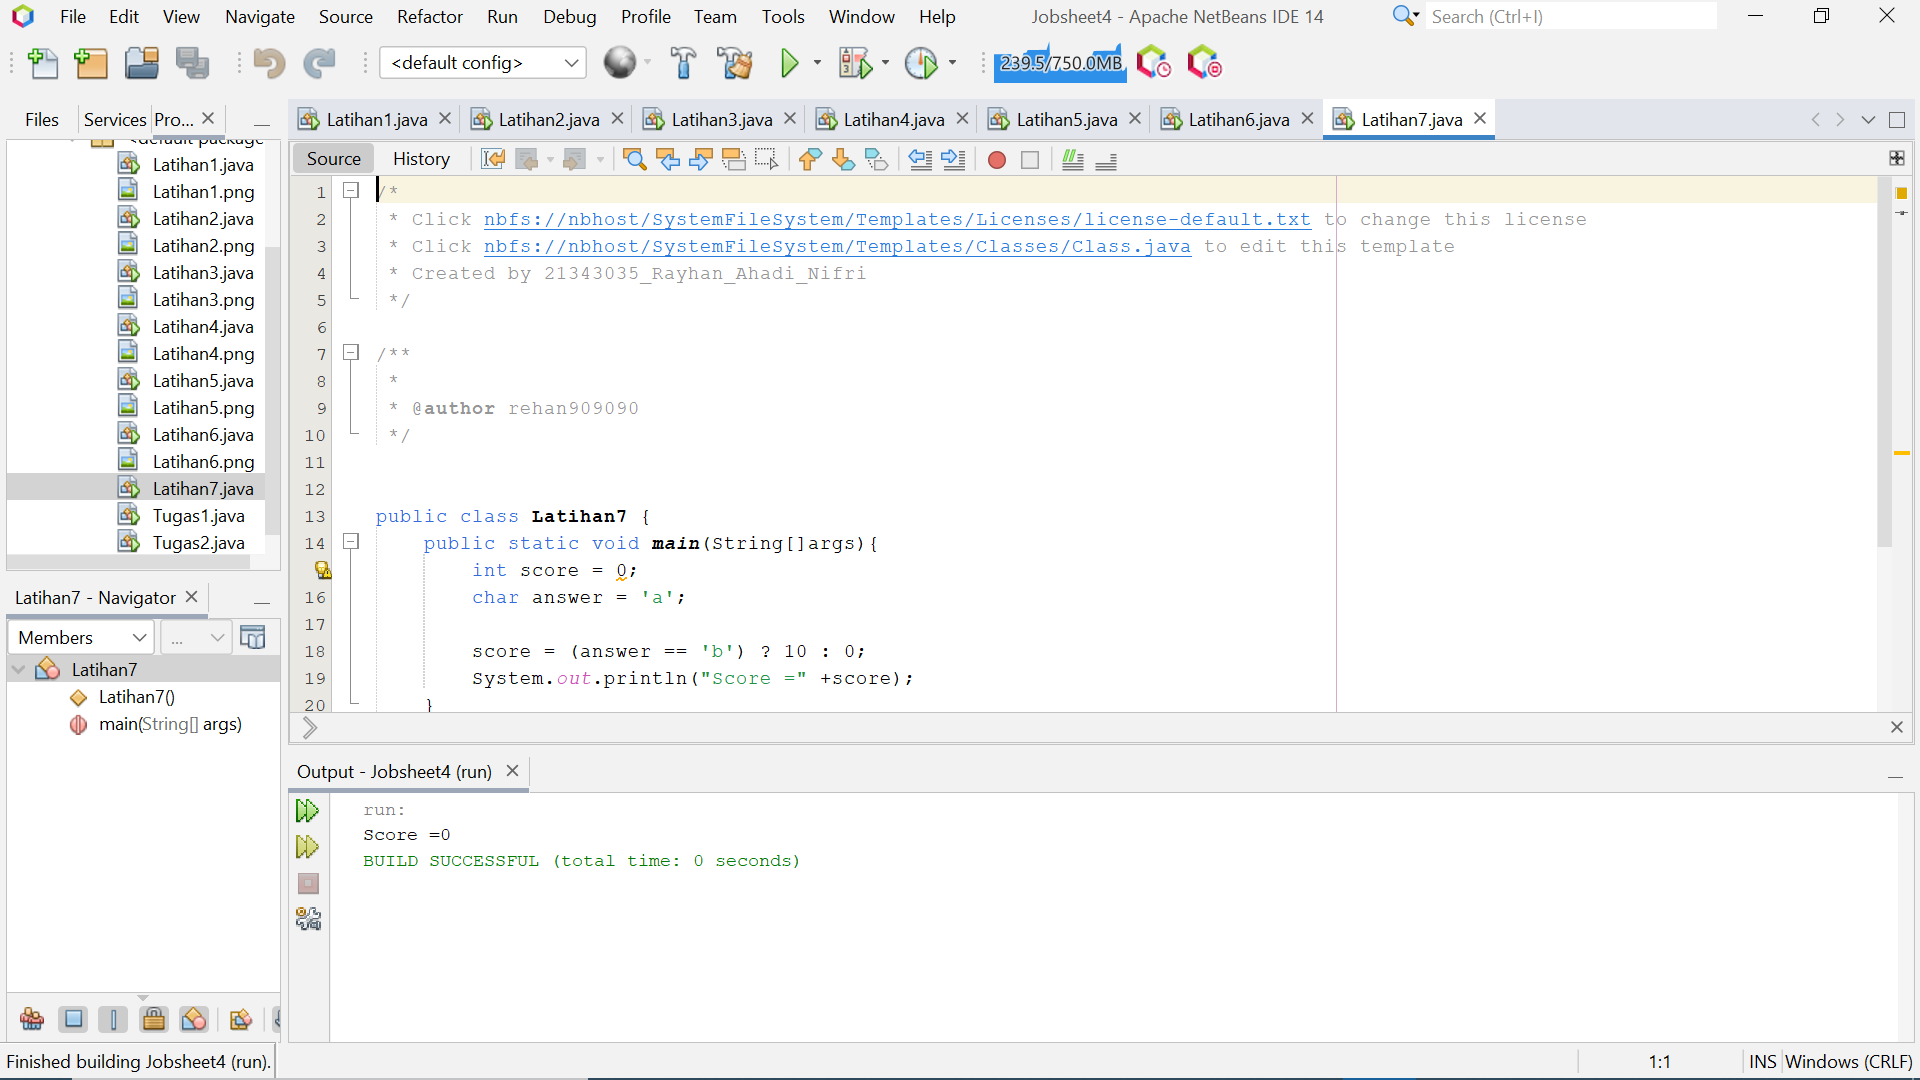 File Edit View Navigate Source Refactor Run Debug Profile Team Tools Window Help
Jobsheet4 - Apache NetBeans IDE 14
Search (Ctrl+I)
<default config>
239.5/750.0MB
Files Services Pro...
Latihan1.java Latihan2.java Latihan3.java Latihan4.java Latihan5.java Latihan6.java Latihan7.java
Source History
<default package
Latihan1.java
Latihan1.png
Latihan2.java
Latihan2.png
Latihan3.java
Latihan3.png
Latihan4.java
Latihan4.png
Latihan5.java
Latihan5.png
Latihan6.java
Latihan6.png
Latihan7.java
Tugas1.java
Tugas2.java
Latihan7 - Navigator
Members ...
Latihan7
Latihan7()
main(String[] args)
1 /*
2 * Click nbfs://nbhost/SystemFileSystem/Templates/Licenses/license-default.txt to change this license
3 * Click nbfs://nbhost/SystemFileSystem/Templates/Classes/Class.java to edit this template
4 * Created by 21343035_Rayhan_Ahadi_Nifri
5 */
6
7 /**
8 *
9 * @author rehan909090
10 */
11
12
13 public class Latihan7 {
14 public static void main(String[]args){
int score = 0;
16 char answer = 'a';
17
18 score = (answer == 'b') ? 10 : 0;
19 System.out.println("Score =" +score);
20 }
Output - Jobsheet4 (run)
run:
Score =0
BUILD SUCCESSFUL (total time: 0 seconds)
Finished building Jobsheet4 (run).
1:1 INS Windows (CRLF)